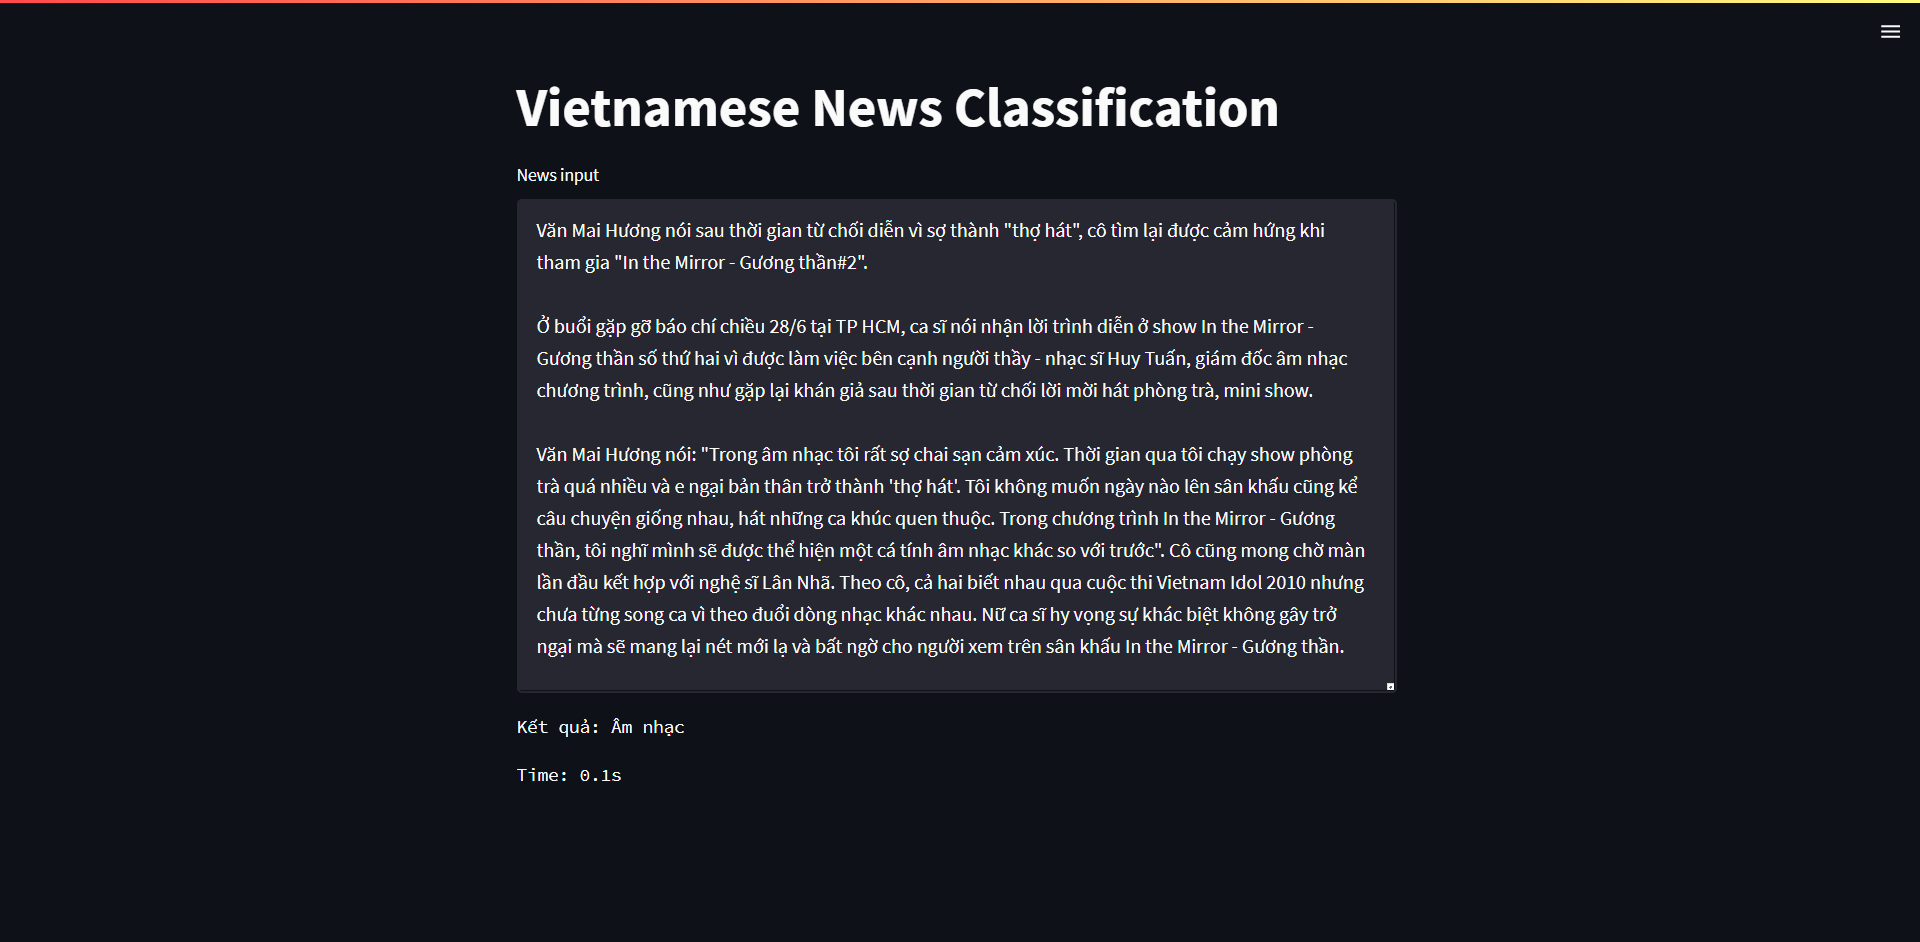 Vietnamese News Classification
News input
Văn Mai Hương nói sau thời gian từ chối diễn vì sợ thành "thợ hát", cô tìm lại được cảm hứng khi
tham gia "In the Mirror - Gương thần#2".
Ở buổi gặp gỡ báo chí chiều 28/6 tại TP HCM, ca sĩ nói nhận lời trình diễn ở show In the Mirror -
Gương thần số thứ hai vì được làm việc bên cạnh người thầy - nhạc sĩ Huy Tuấn, giám đốc âm nhạc
chương trình, cũng như gặp lại khán giả sau thời gian từ chối lời mời hát phòng trà, mini show.
Văn Mai Hương nói: "Trong âm nhạc tôi rất sợ chai sạn cảm xúc. Thời gian qua tôi chạy show phòng
trà quá nhiều và e ngại bản thân trở thành 'thợ hát'. Tôi không muốn ngày nào lên sân khấu cũng kể
câu chuyện giống nhau, hát những ca khúc quen thuộc. Trong chương trình In the Mirror - Gương
thần, tôi nghĩ mình sẽ được thể hiện một cá tính âm nhạc khác so với trước". Cô cũng mong chờ màn
lần đầu kết hợp với nghệ sĩ Lân Nhã. Theo cô, cả hai biết nhau qua cuộc thi Vietnam Idol 2010 nhưng
chưa từng song ca vì theo đuổi dòng nhạc khác nhau. Nữ ca sĩ hy vọng sự khác biệt không gây trở
ngại mà sẽ mang lại nét mới lạ và bất ngờ cho người xem trên sân khấu In the Mirror - Gương thần.
Kết quả: Âm nhạc
Time: 0.1s